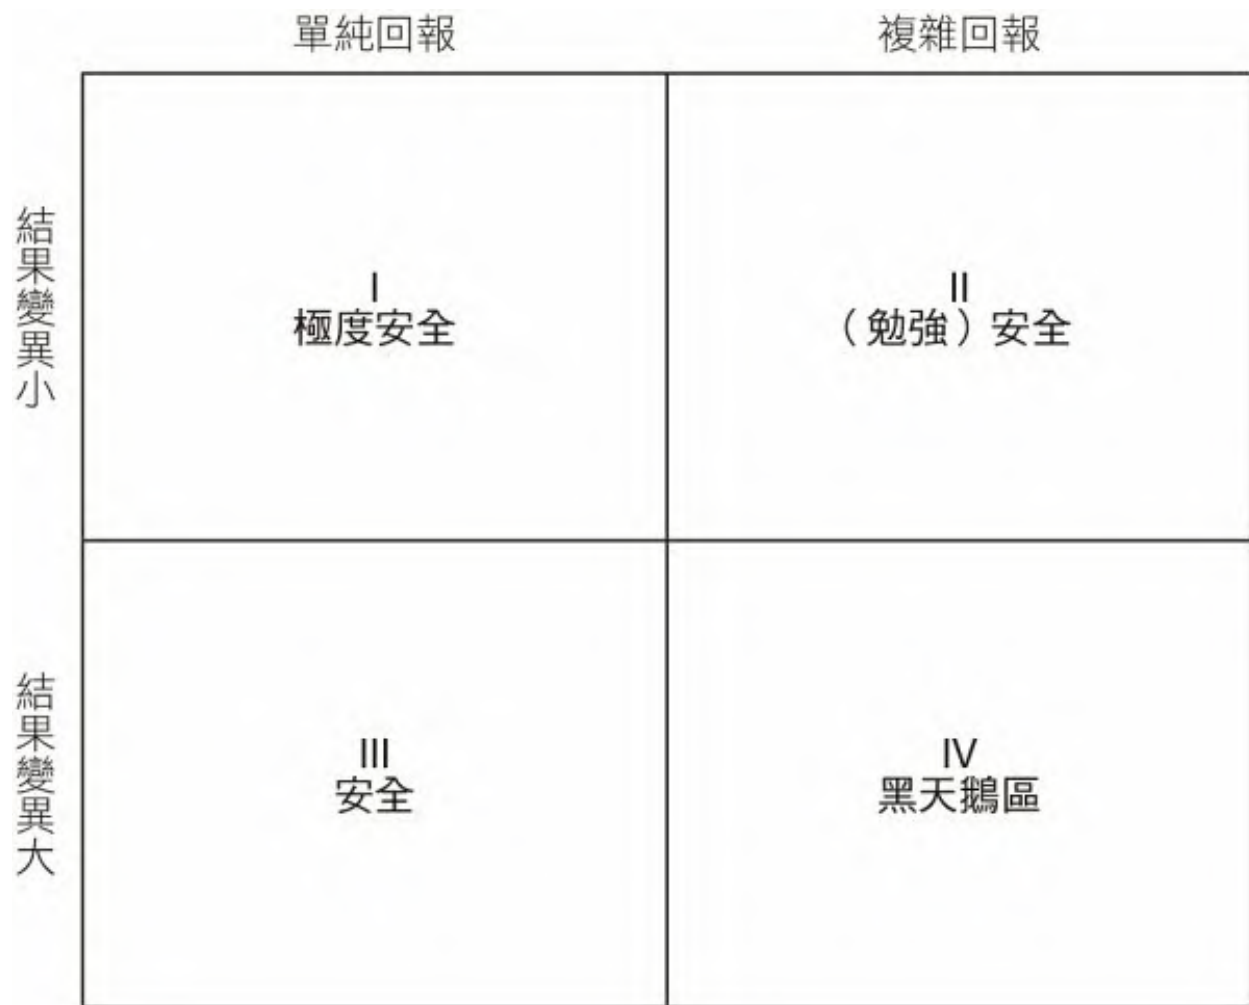 單純回報
複雜回報
結果變異小
I
極度安全
II
（勉強）安全
結果變異大
III
安全
IV
黑天鵝區